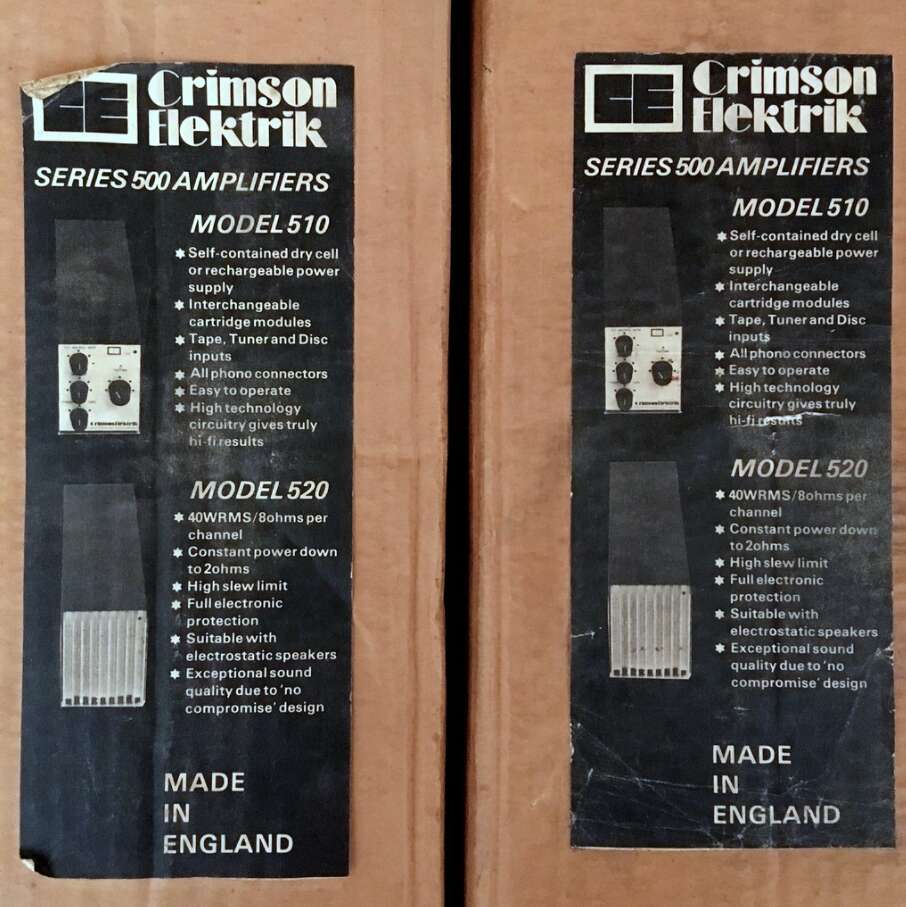 CE Crimson
Elektrik
SERIES 500 AMPLIFIERS
MODEL 510
* Self-contained dry cell
or rechargeable power
supply
* Interchangeable
cartridge modules
* Tape, Tuner and Disc
inputs
* All phono connectors
* Easy to operate
* High technology
circuitry gives truly
hi-fi results
Crimson Elektrik
MODEL 520
* 40WRMS/8ohms per
channel
* Constant power down
to 2ohms
* High slew limit
* Full electronic
protection
* Suitable with
electrostatic speakers
* Exceptional sound
quality due to 'no
compromise' design
MADE
IN
ENGLAND
CE Crimson
Elektrik
SERIES 500 AMPLIFIERS
MODEL 510
* Self-contained dry cell
or rechargeable power
supply
* Interchangeable
cartridge modules
* Tape, Tuner and Disc
inputs
* All phono connectors
* Easy to operate
* High technology
circuitry gives truly
hi-fi results
Crimson Elektrik
MODEL 520
* 40WRMS/8ohms per
channel
* Constant power down
to 2ohms
* High slew limit
* Full electronic
protection
* Suitable with
electrostatic speakers
* Exceptional sound
quality due to 'no
compromise' design
MADE
IN
ENGLAND